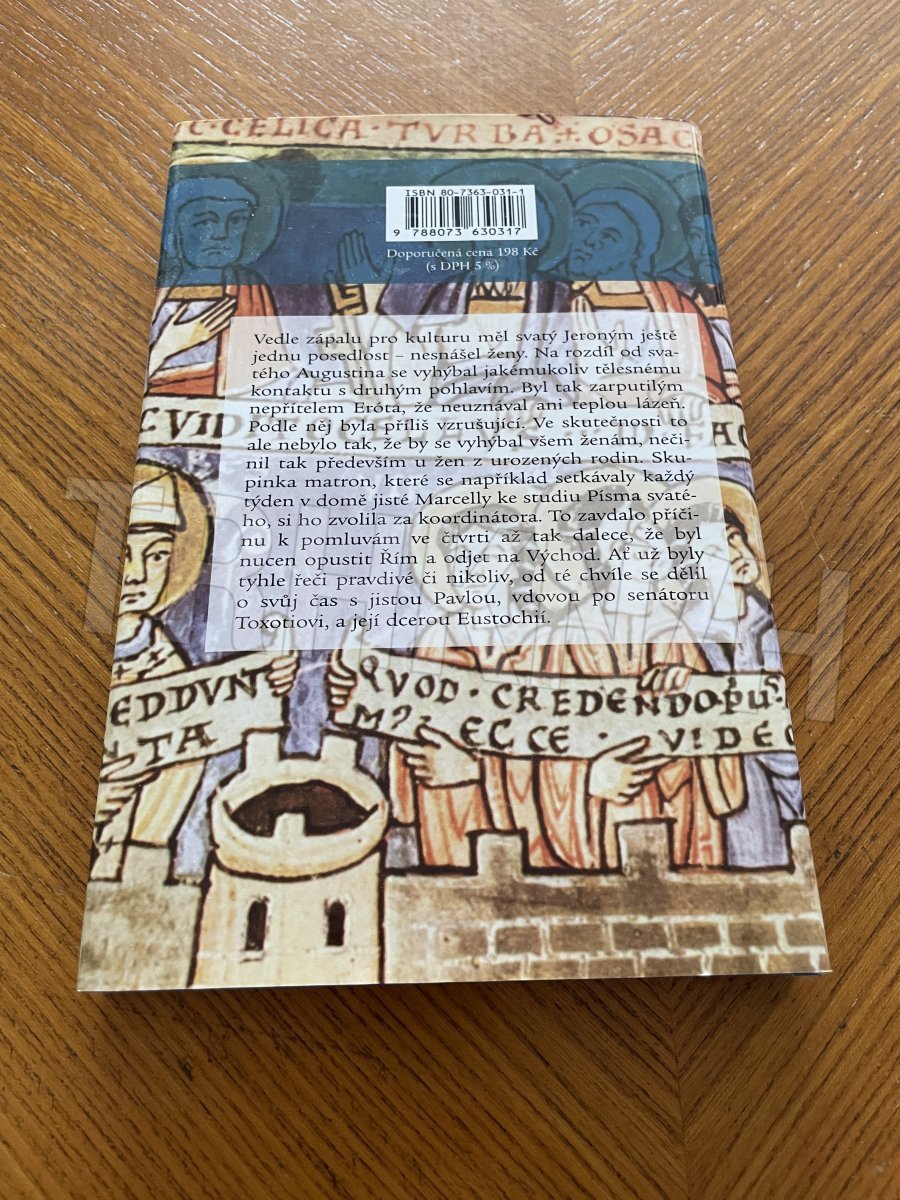 C·CELICA·TVRBA·OSAC
ISBN 80-7363-031-1
9 788073 630317
Doporučená cena 198 Kč
(s DPH 5 %)
Vedle zápalu pro kulturu měl svatý Jeroným ještě
jednu posedlost – nesnášel ženy. Na rozdíl od sva-
tého Augustina se vyhýbal jakémukoliv tělesnému
kontaktu s druhým pohlavím. Byl tak zarputilým
nepřítelem Eróta, že neuznával ani teplou lázeň.
Podle něj byla příliš vzrušující. Ve skutečnosti to
ale nebylo tak, že by se vyhýbal všem ženám, neči-
nil tak především u žen z urozených rodin. Sku-
pinka matron, které se například setkávaly každý
týden v domě jisté Marcelly ke studiu Písma svaté-
ho, si ho zvolila za koordinátora. To zavdalo příči-
nu k pomluvám ve čtvrti až tak dalece, že byl
nucen opustit Řím a odjet na Východ. Ať už byly
tyhle řeči pravdivé či nikoliv, od té chvíle se dělil
o svůj čas s jistou Pavlou, vdovou po senátoru
Toxotiovi, a její dcerou Eustochií.
EDDVNT
TA
QVOD·CREDENDO
ECCE·VIDE